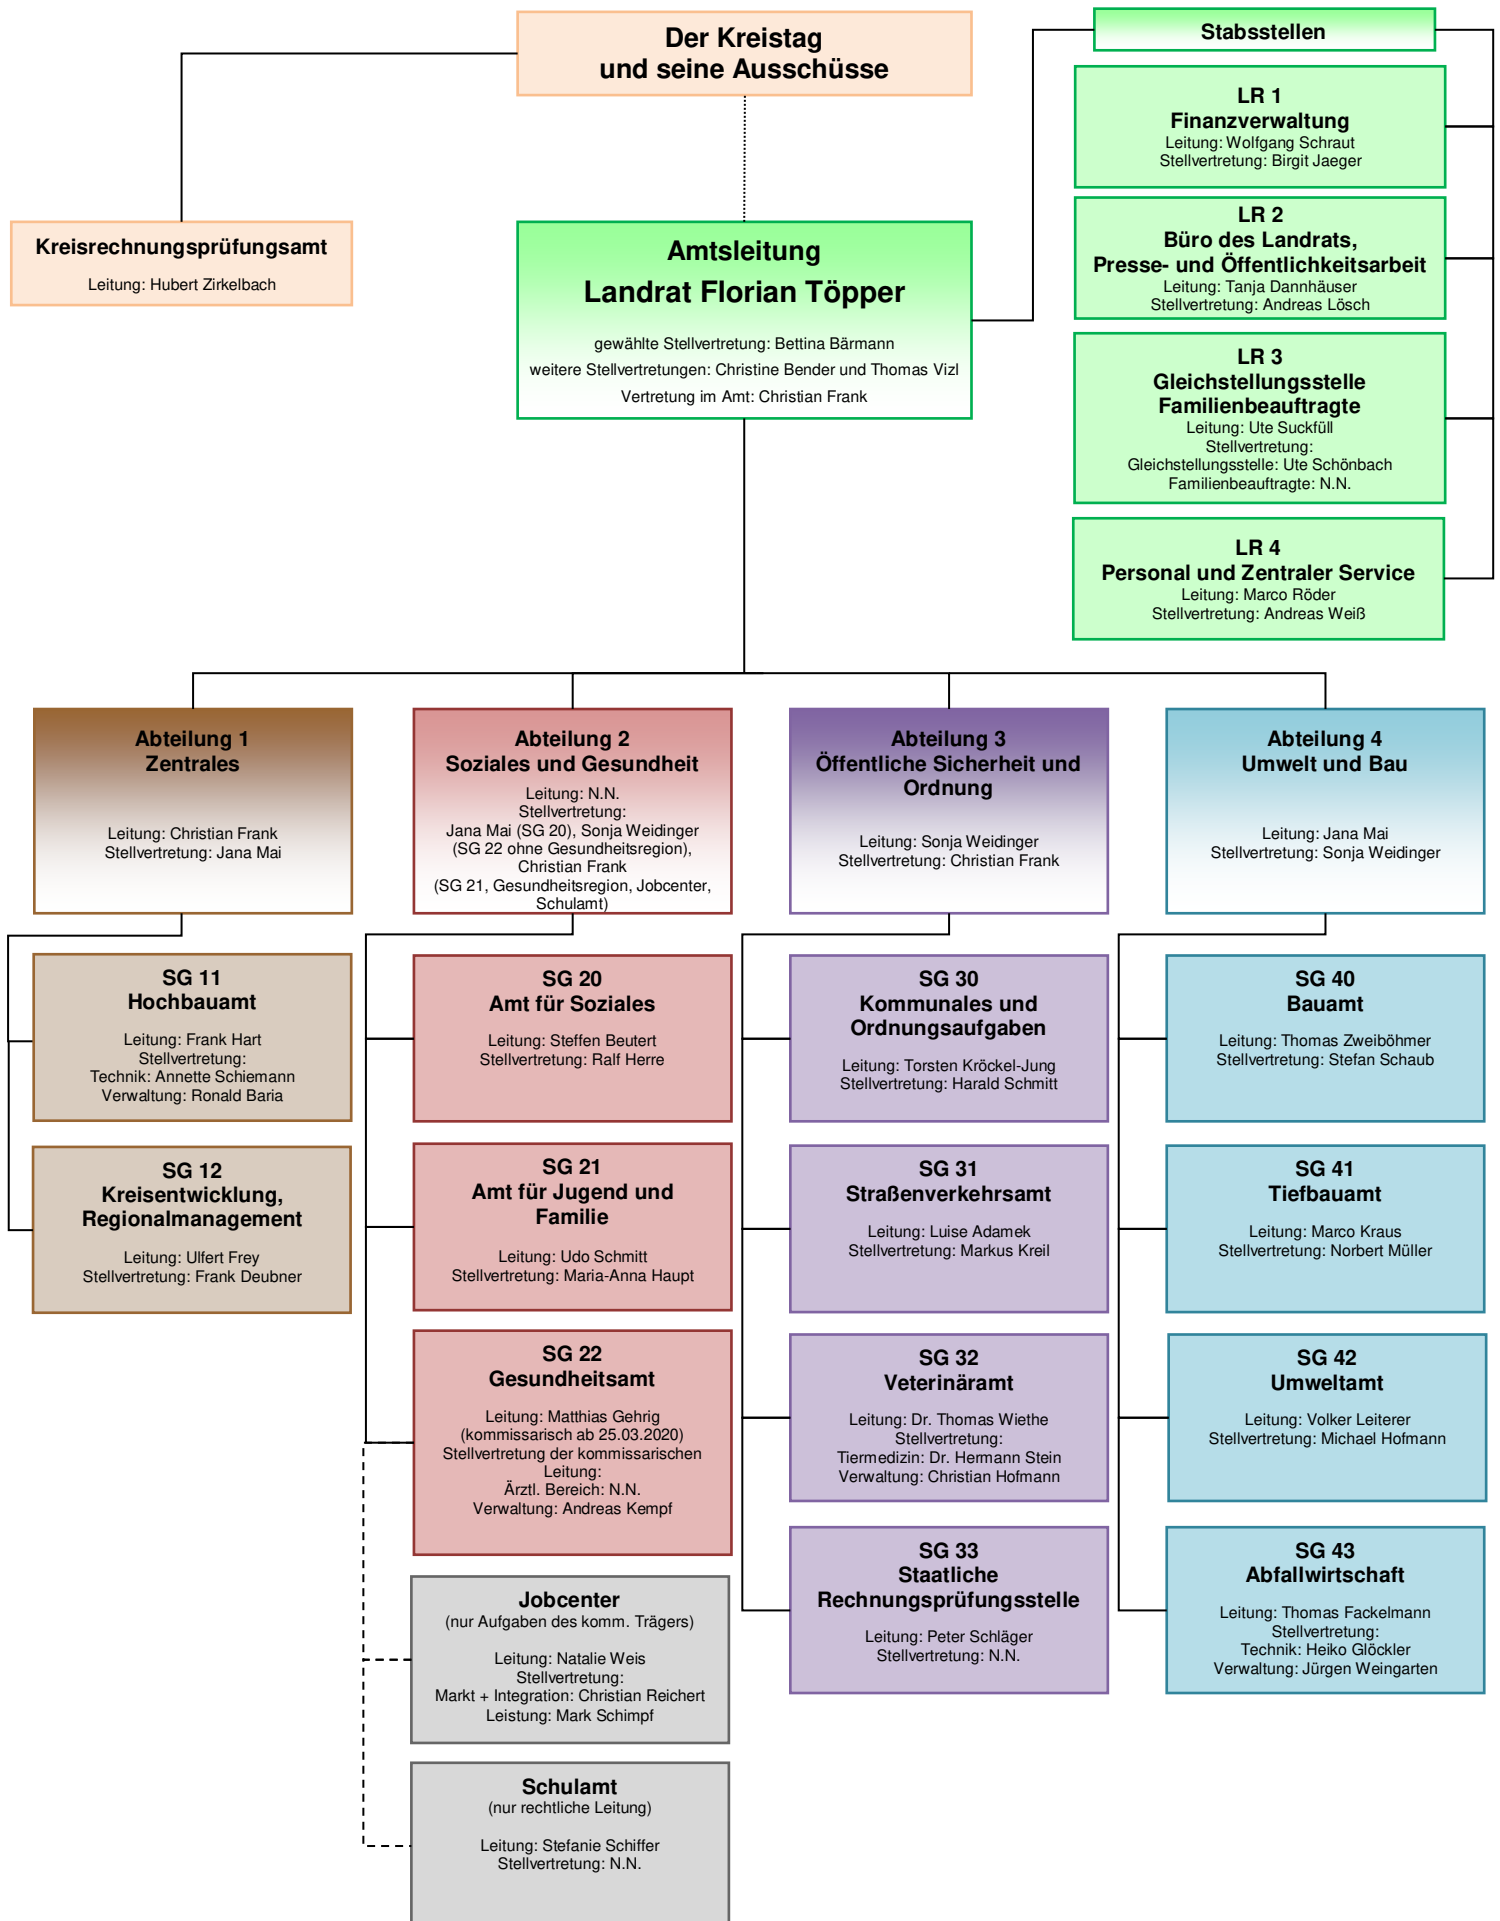 Der Kreistag
und seine Ausschüsse
Kreisrechnungsprüfungsamt
Leitung: Hubert Zirkelbach
Amtsleitung
Landrat Florian Töpper
gewählte Stellvertretung: Bettina Bärmann
weitere Stellvertretungen: Christine Bender und Thomas Vizl
Vertretung im Amt: Christian Frank
Stabsstellen
LR 1
Finanzverwaltung
Leitung: Wolfgang Schraut
Stellvertretung: Birgit Jaeger
LR 2
Büro des Landrats,
Presse- und Öffentlichkeitsarbeit
Leitung: Tanja Dannhäuser
Stellvertretung: Andreas Lösch
LR 3
Gleichstellungsstelle
Familienbeauftragte
Leitung: Ute Suckfüll
Stellvertretung:
Gleichstellungsstelle: Ute Schönbach
Familienbeauftragte: N.N.
LR 4
Personal und Zentraler Service
Leitung: Marco Röder
Stellvertretung: Andreas Weiß
Abteilung 1
Zentrales
Leitung: Christian Frank
Stellvertretung: Jana Mai
SG 11
Hochbauamt
Leitung: Frank Hart
Stellvertretung:
Technik: Annette Schiemann
Verwaltung: Ronald Baria
SG 12
Kreisentwicklung,
Regionalmanagement
Leitung: Ulfert Frey
Stellvertretung: Frank Deubner
Abteilung 2
Soziales und Gesundheit
Leitung: N.N.
Stellvertretung:
Jana Mai (SG 20), Sonja Weidinger
(SG 22 ohne Gesundheitsregion),
Christian Frank
(SG 21, Gesundheitsregion, Jobcenter,
Schulamt)
SG 20
Amt für Soziales
Leitung: Steffen Beutert
Stellvertretung: Ralf Herre
SG 21
Amt für Jugend und
Familie
Leitung: Udo Schmitt
Stellvertretung: Maria-Anna Haupt
SG 22
Gesundheitsamt
Leitung: Matthias Gehrig
(kommissarisch ab 25.03.2020)
Stellvertretung der kommissarischen
Leitung:
Ärztl. Bereich: N.N.
Verwaltung: Andreas Kempf
Jobcenter
(nur Aufgaben des komm. Trägers)
Leitung: Natalie Weis
Stellvertretung:
Markt + Integration: Christian Reichert
Leistung: Mark Schimpf
Schulamt
(nur rechtliche Leitung)
Leitung: Stefanie Schiffer
Stellvertretung: N.N.
Abteilung 3
Öffentliche Sicherheit und
Ordnung
Leitung: Sonja Weidinger
Stellvertretung: Christian Frank
SG 30
Kommunales und
Ordnungsaufgaben
Leitung: Torsten Kröckel-Jung
Stellvertretung: Harald Schmitt
SG 31
Straßenverkehrsamt
Leitung: Luise Adamek
Stellvertretung: Markus Kreil
SG 32
Veterinäramt
Leitung: Dr. Thomas Wiethe
Stellvertretung:
Tiermedizin: Dr. Hermann Stein
Verwaltung: Christian Hofmann
SG 33
Staatliche
Rechnungsprüfungsstelle
Leitung: Peter Schläger
Stellvertretung: N.N.
Abteilung 4
Umwelt und Bau
Leitung: Jana Mai
Stellvertretung: Sonja Weidinger
SG 40
Bauamt
Leitung: Thomas Zweiböhmer
Stellvertretung: Stefan Schaub
SG 41
Tiefbauamt
Leitung: Marco Kraus
Stellvertretung: Norbert Müller
SG 42
Umweltamt
Leitung: Volker Leiterer
Stellvertretung: Michael Hofmann
SG 43
Abfallwirtschaft
Leitung: Thomas Fackelmann
Stellvertretung:
Technik: Heiko Glöckler
Verwaltung: Jürgen Weingarten